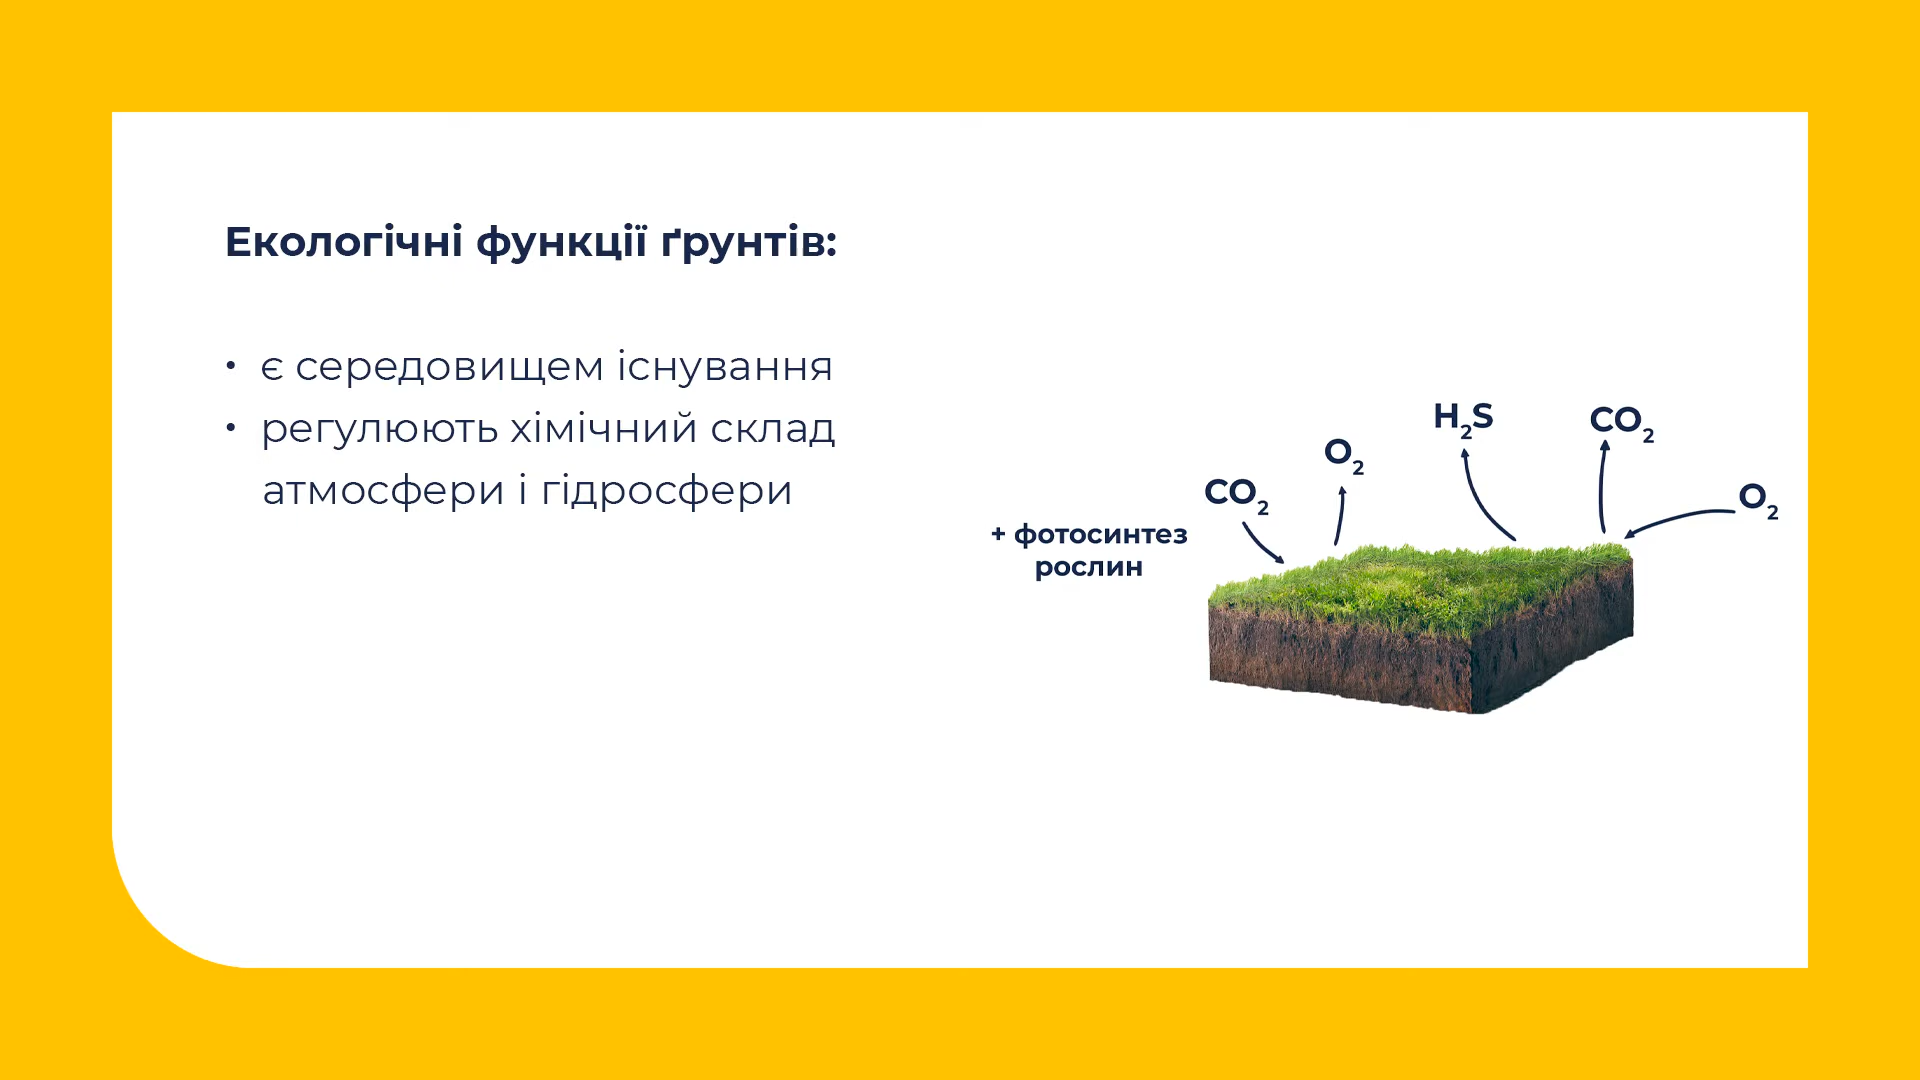 Екологічні функції ґрунтів:
• є середовищем існування
• регулюють хімічний склад
атмосфери і гідросфери
+ фотосинтез
рослин
CO₂
O₂
H₂S
CO₂
O₂